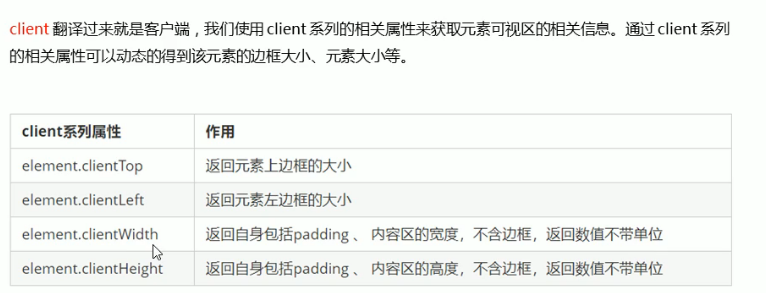 client 翻译过来就是客户端，我们使用 client 系列的相关属性来获取元素可视区的相关信息。通过 client 系列
的相关属性可以动态的得到该元素的边框大小、元素大小等。
client系列属性 作用
element.clientTop 返回元素上边框的大小
element.clientLeft 返回元素左边框的大小
element.clientWidth 返回自身包括padding 、 内容区的宽度，不含边框，返回数值不带单位
element.clientHeight 返回自身包括padding 、 内容区的高度，不含边框，返回数值不带单位